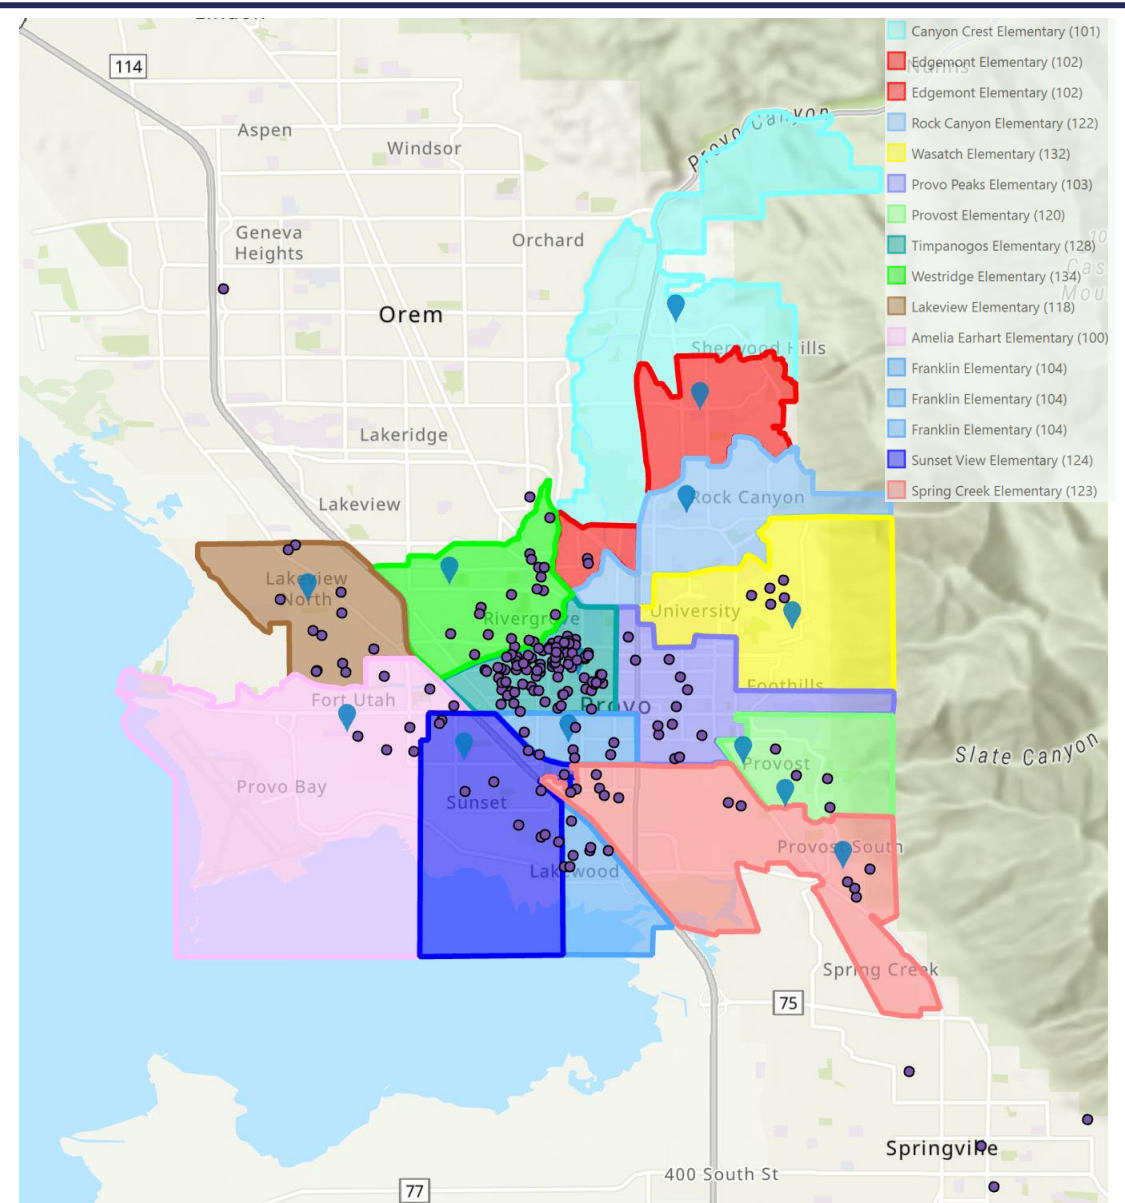 Canyon Crest Elementary (101)
Edgemont Elementary (102)
Edgemont Elementary (102)
Rock Canyon Elementary (122)
Wasatch Elementary (132)
Provo Peaks Elementary (103)
Provost Elementary (120)
Timpanogos Elementary (128)
Westridge Elementary (134)
Lakeview Elementary (118)
Amelia Earhart Elementary (100)
Franklin Elementary (104)
Franklin Elementary (104)
Franklin Elementary (104)
Sunset View Elementary (124)
Spring Creek Elementary (123)
114
Aspen
Windsor
Provo Canyon
Geneva
Heights
Orchard
Orem
Sherwood Hills
Lakeridge
Lakeview
Rock Canyon
Lakeview
North
Rivergrove
University
Foothills
Fort Utah
Provo
Slate Canyon
Provost
Provo Bay
Sunset
Provost South
Lakewood
Spring Creek
75
Springville
400 South St
77